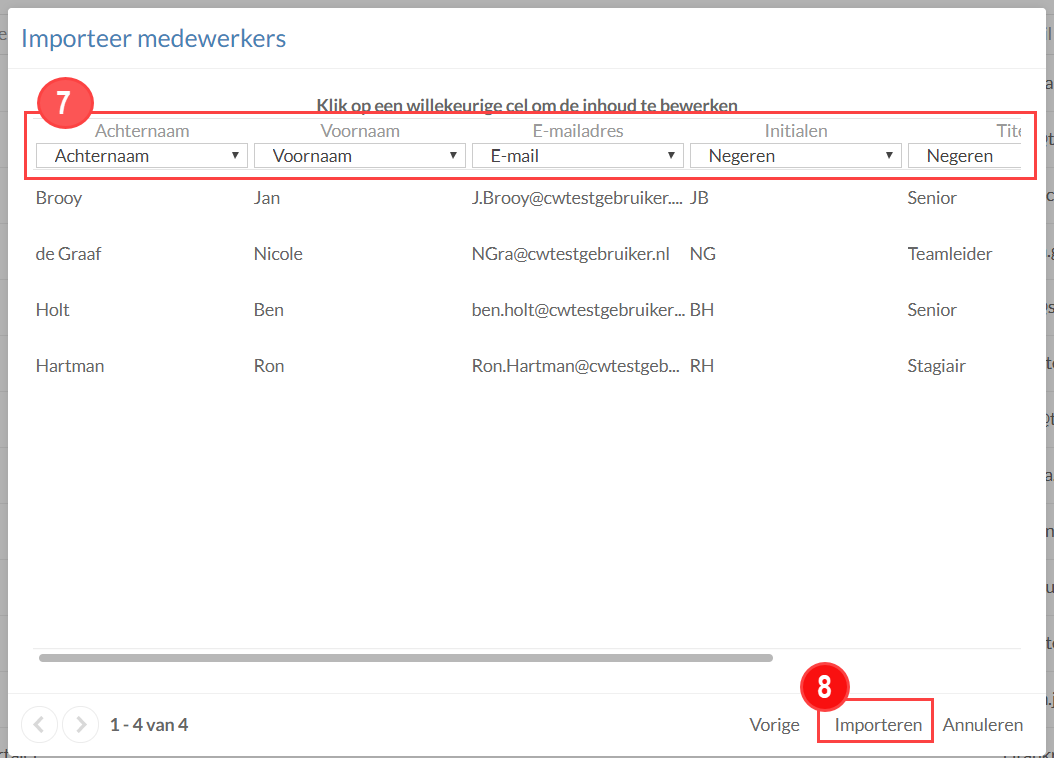 Importeer medewerkers
7
Klik op een willekeurige cel om de inhoud te bewerken
Achternaam Voornaam E-mailadres Initialen Tite
Achternaam Voornaam E-mail Negeren Negeren
Brooy Jan J.Brooy@cwtestgebruiker.... JB Senior
de Graaf Nicole NGra@cwtestgebruiker.nl NG Teamleider
Holt Ben ben.holt@cwtestgebruiker... BH Senior
Hartman Ron Ron.Hartman@cwtestgeb... RH Stagiair
8
1 - 4 van 4 Vorige Importeren Annuleren